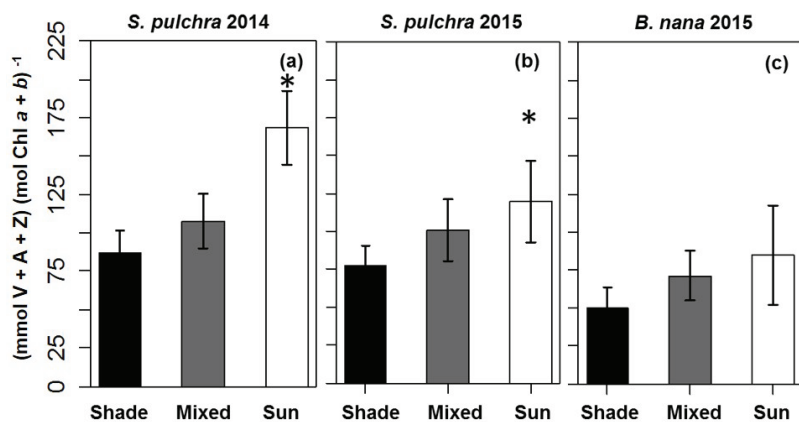 S. pulchra 2014
S. pulchra 2015
B. nana 2015
(mmol V + A + Z) (mol Chl a + b) -1
225
175
125
75
25
0
(a)
*
(b)
*
(c)
Shade Mixed Sun
Shade Mixed Sun
Shade Mixed Sun